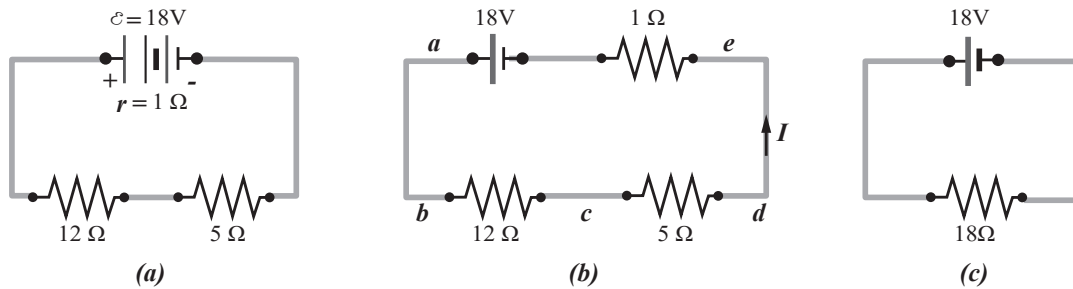 ℰ = 18V
+ -
r = 1 Ω
12 Ω 5 Ω
(a)
18V 1 Ω
a e
I
b c d
12 Ω 5 Ω
(b)
18V
18Ω
(c)